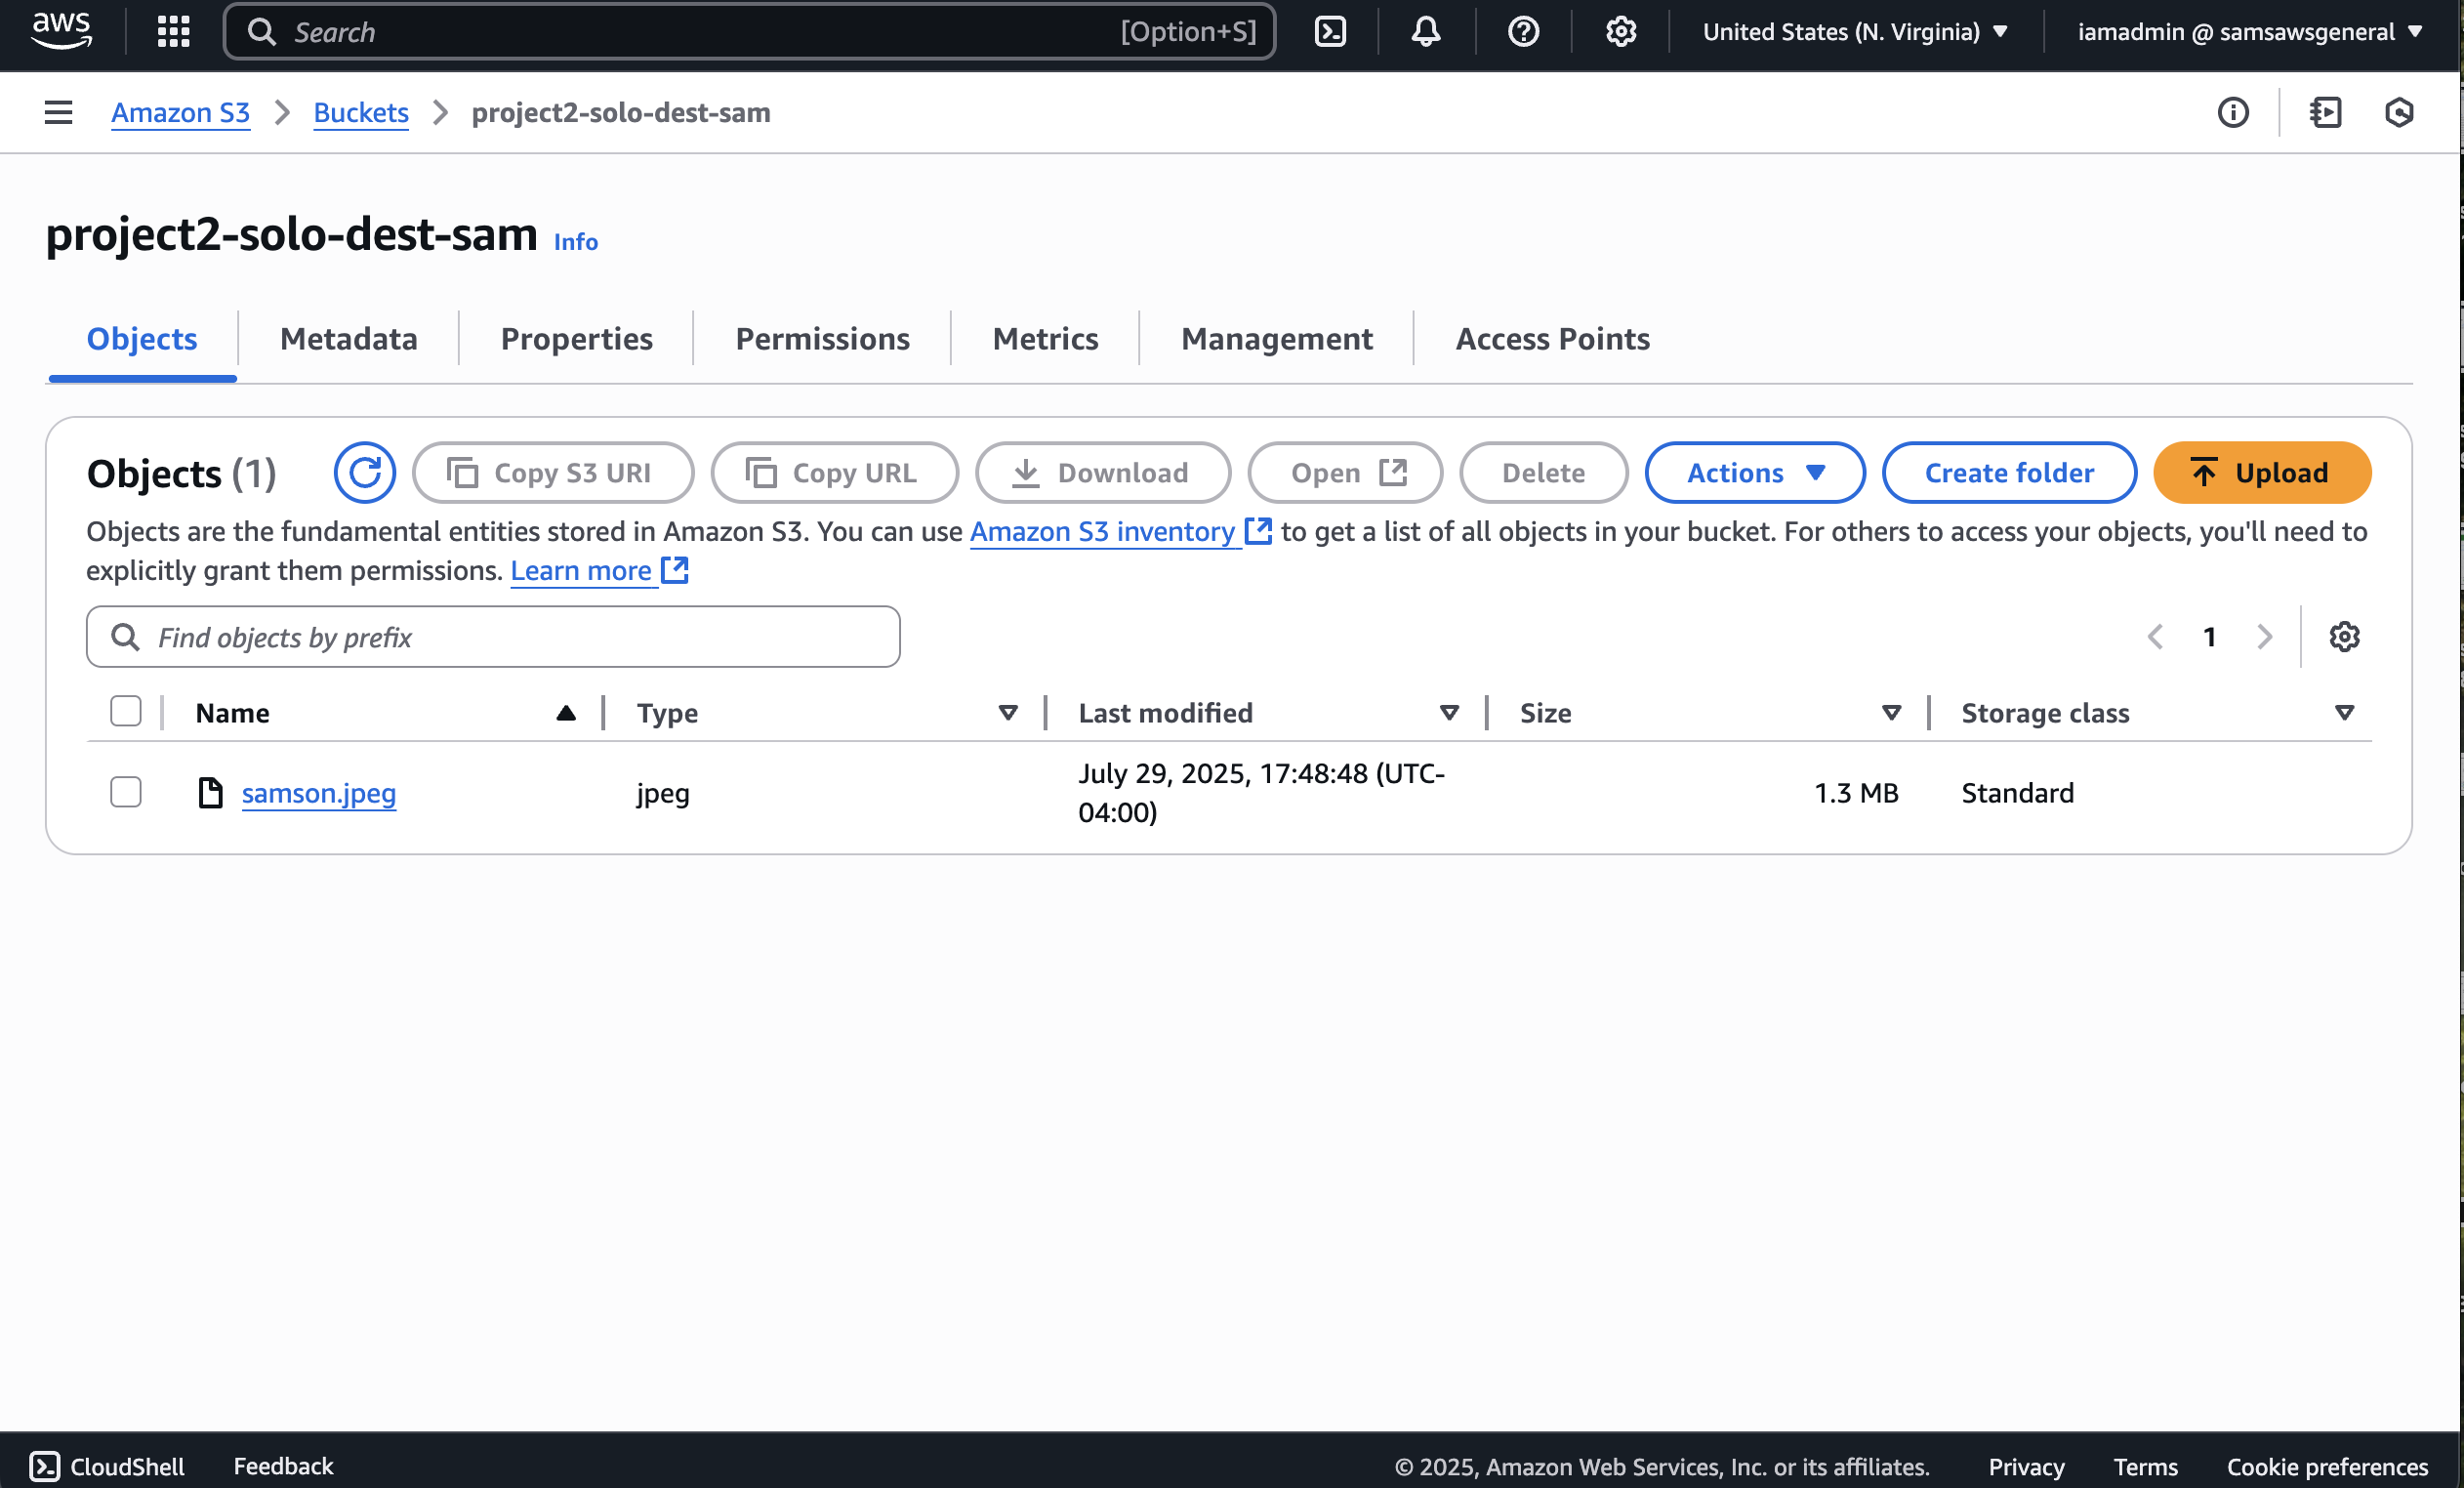 aws
Search [Option+S] United States (N. Virginia) iamadmin @ samsawsgeneral
Amazon S3 Buckets project2-solo-dest-sam
project2-solo-dest-sam Info
Objects Metadata Properties Permissions Metrics Management Access Points
Objects (1) Copy S3 URI Copy URL Download Open Delete Actions Create folder Upload
Objects are the fundamental entities stored in Amazon S3. You can use Amazon S3 inventory to get a list of all objects in your bucket. For others to access your objects, you'll need to
explicitly grant them permissions. Learn more
Find objects by prefix 1
Name Type Last modified Size Storage class
samson.jpeg jpeg July 29, 2025, 17:48:48 (UTC-
04:00) 1.3 MB Standard
CloudShell Feedback © 2025, Amazon Web Services, Inc. or its affiliates. Privacy Terms Cookie preferences